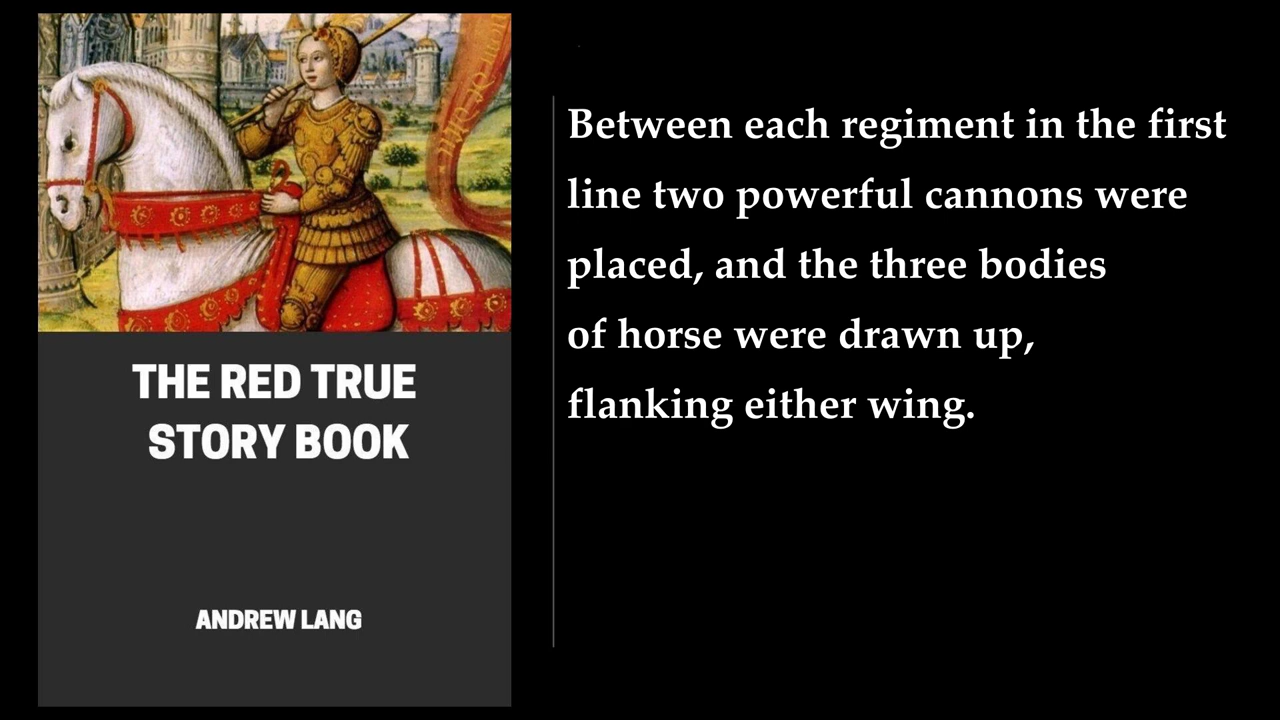 THE RED TRUE
STORY BOOK
ANDREW LANG
Between each regiment in the first
line two powerful cannons were
placed, and the three bodies
of horse were drawn up,
flanking either wing.